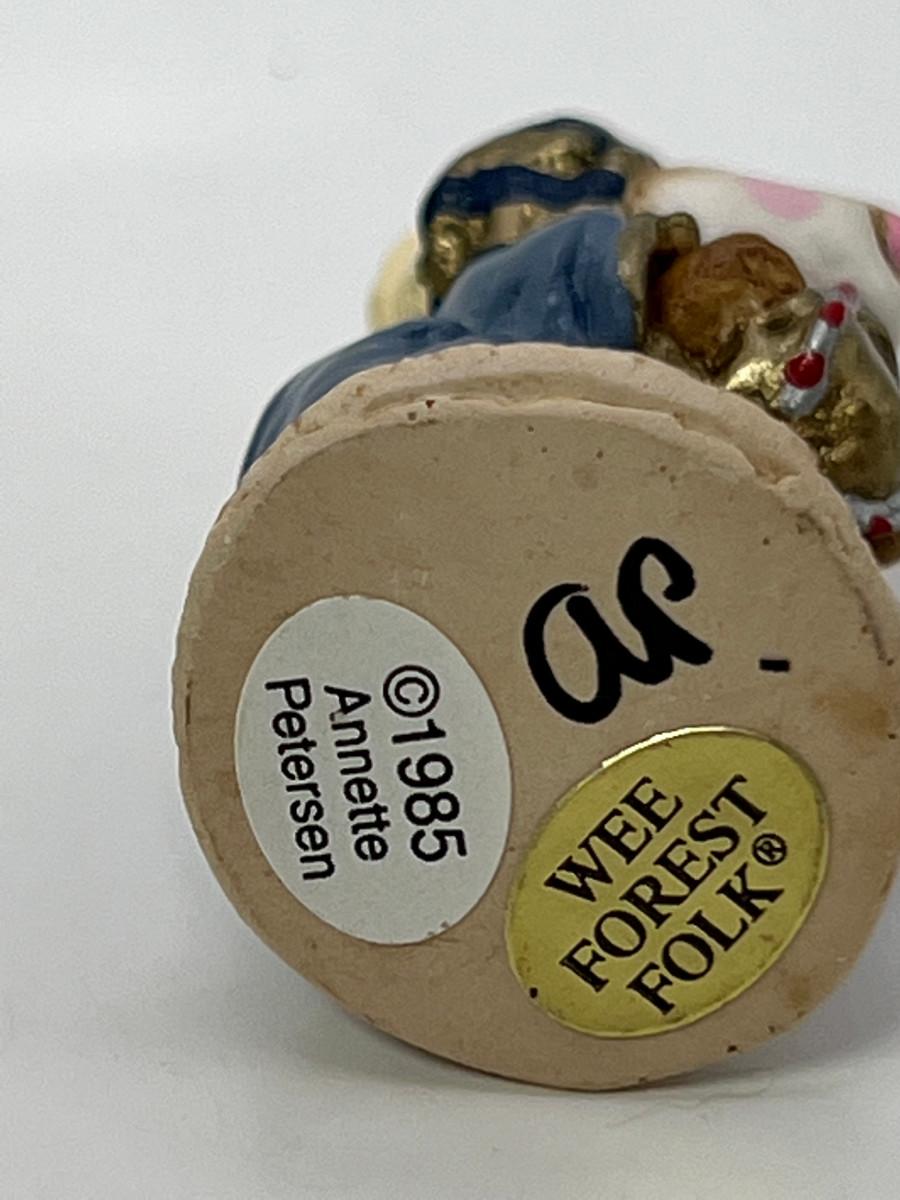 ©1985
Annette
Petersen
WEE
FOREST
FOLK®